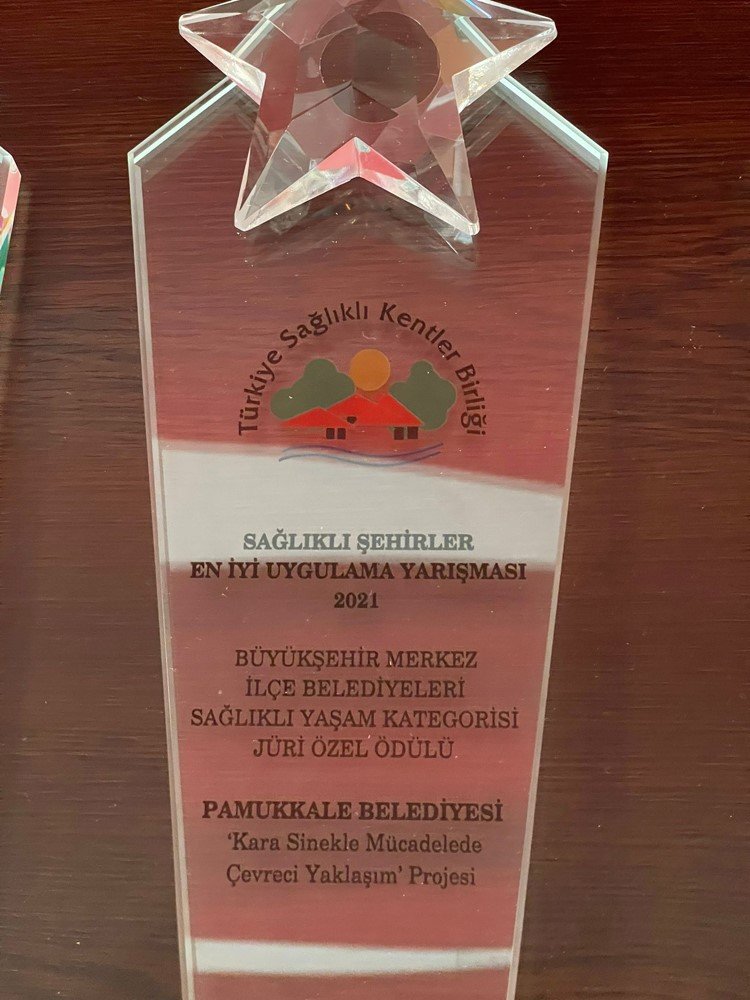 Türkiye Sağlıklı Kentler Birliği
SAĞLIKLI ŞEHİRLER
EN İYİ UYGULAMA YARIŞMASI
2021
BÜYÜKŞEHİR MERKEZ
İLÇE BELEDİYELERİ
SAĞLIKLI YAŞAM KATEGORİSİ
JÜRİ ÖZEL ÖDÜLÜ
PAMUKKALE BELEDİYESİ
‘Kara Sinekle Mücadelede
Çevreci Yaklaşım’ Projesi